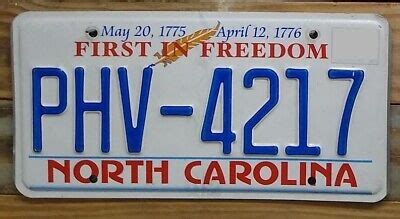 May 20, 1775 April 12, 1776
FIRST IN FREEDOM
PHV-4217
NORTH CAROLINA